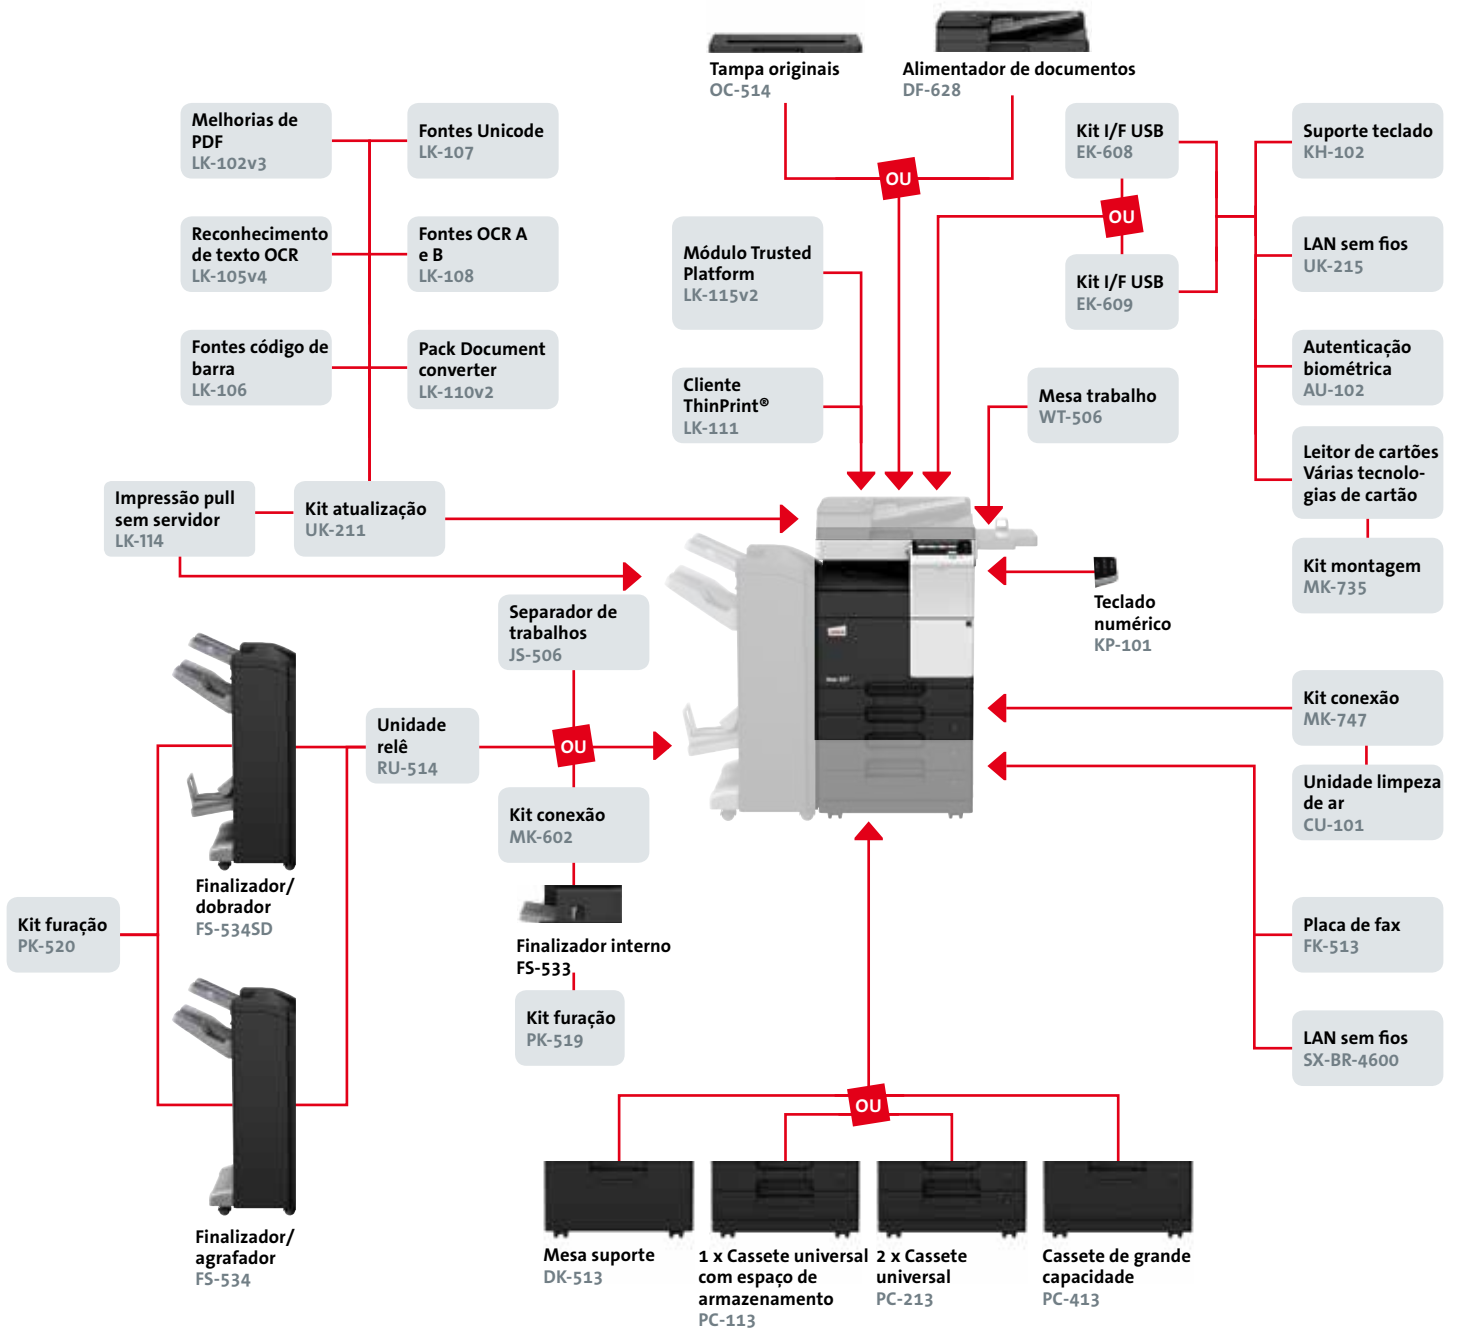 Tampa originais
OC-514
Alimentador de documentos
DF-628
Melhorias de
PDF
LK-102v3
Fontes Unicode
LK-107
Kit I/F USB
EK-608
Suporte teclado
KH-102
OU
OU
Reconhecimento
de texto OCR
LK-105v4
Fontes OCR A
e B
LK-108
Módulo Trusted
Platform
LK-115v2
Kit I/F USB
EK-609
LAN sem fios
UK-215
Fontes código de
barra
LK-106
Pack Document
converter
LK-110v2
Cliente
ThinPrint®
LK-111
Mesa trabalho
WT-506
Autenticação
biométrica
AU-102
Leitor de cartões
Várias tecnolo-
gias de cartão
Impressão pull
sem servidor
LK-114
Kit atualização
UK-211
Kit montagem
MK-735
Separador de
trabalhos
JS-506
Teclado
numérico
KP-101
Unidade
relê
RU-514
OU
Kit conexão
MK-747
Kit conexão
MK-602
Unidade limpeza
de ar
CU-101
Finalizador/
dobrador
FS-534SD
Kit furação
PK-520
Finalizador interno
FS-533
Placa de fax
FK-513
Kit furação
PK-519
LAN sem fios
SX-BR-4600
OU
Finalizador/
agrafador
FS-534
Mesa suporte
DK-513
1 x Cassete universal
com espaço de
armazenamento
PC-113
2 x Cassete
universal
PC-213
Cassete de grande
capacidade
PC-413